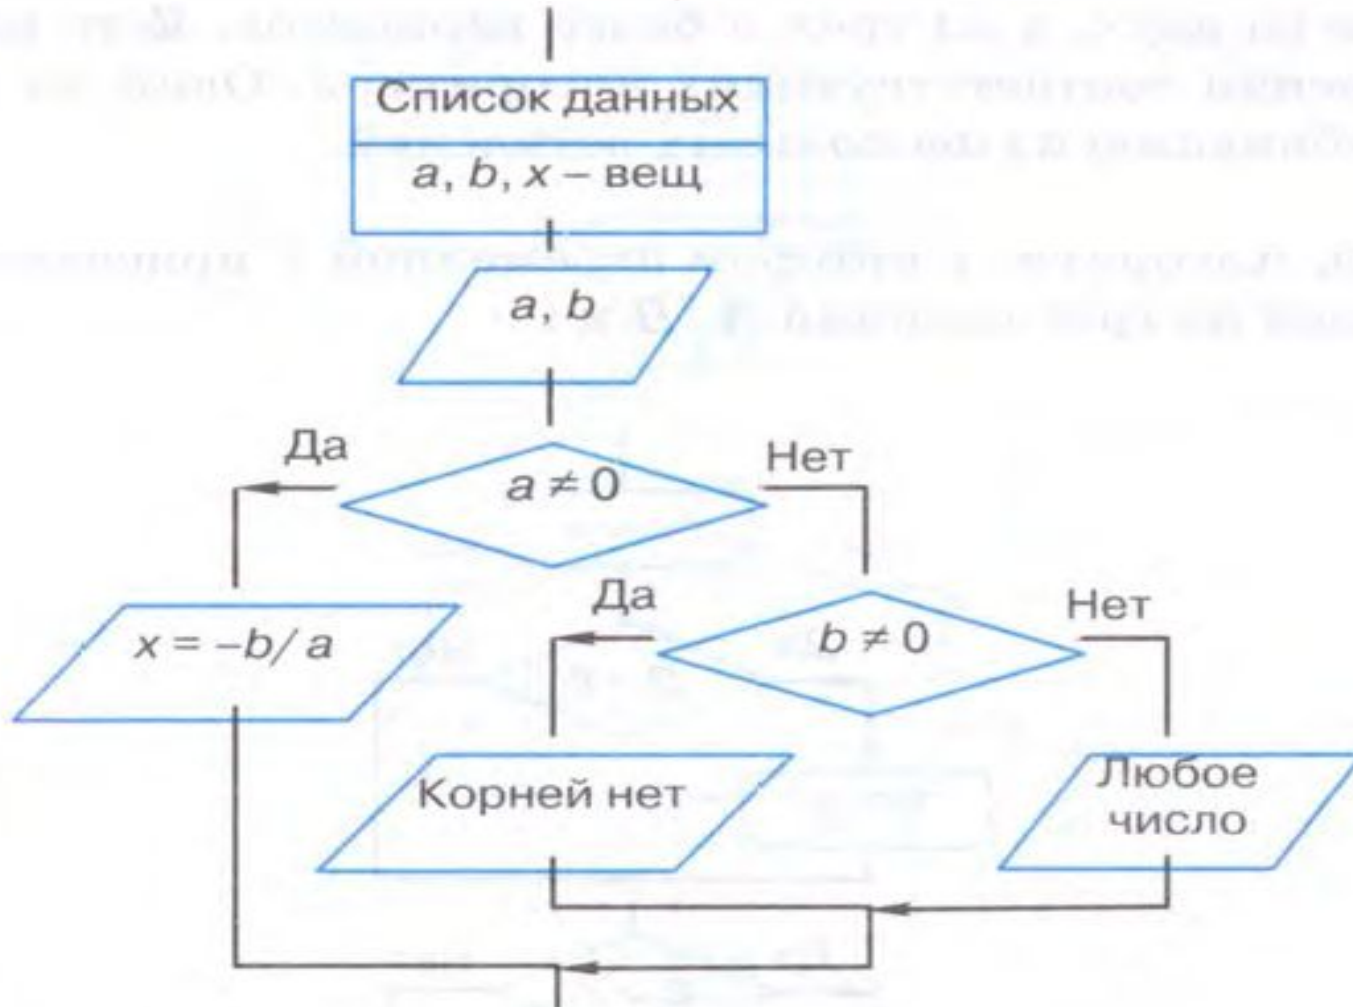 Список данных
a, b, x – вещ
a, b
Да
a ≠ 0
Нет
x = –b/a
Да
b ≠ 0
Нет
Корней нет
Любое
число